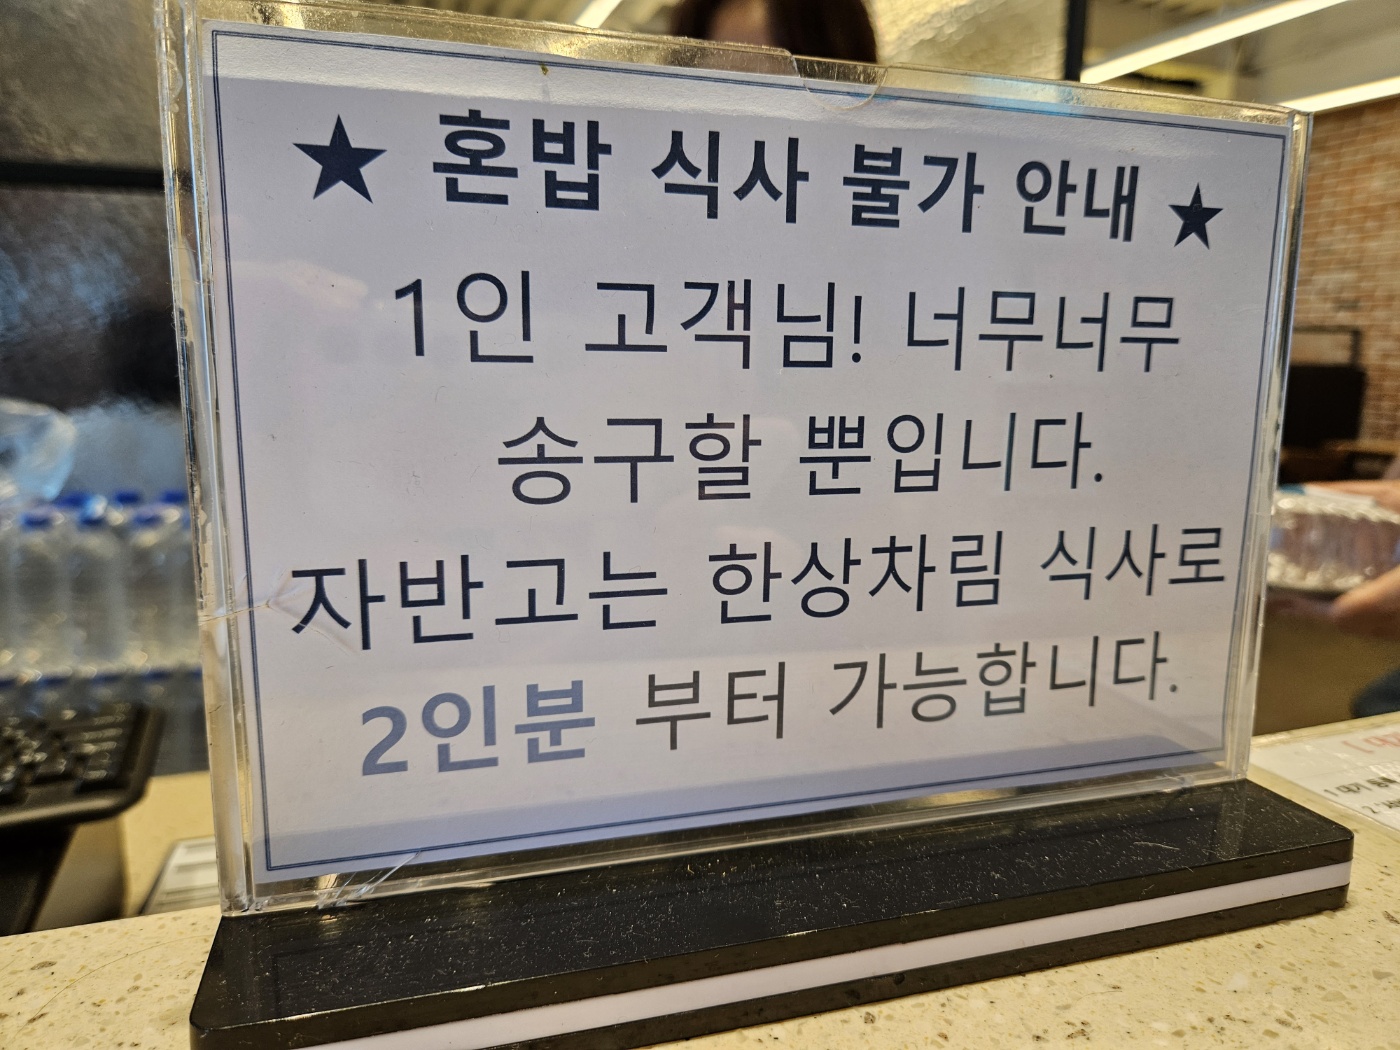 ★ 혼밥 식사 불가 안내 ★
1인 고객님! 너무너무
송구할 뿐입니다.
자반고는 한상차림 식사로
2인분 부터 가능합니다.